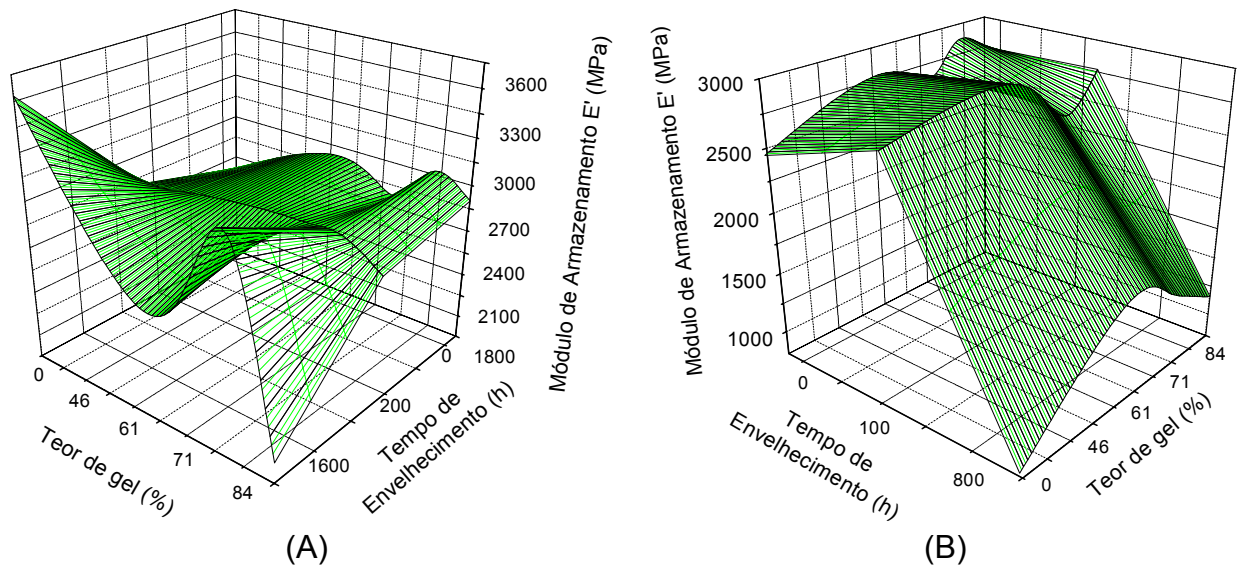 3600
3300
3000
2700
2400
2100
1800
Módulo de Armazenamento E' (MPa)
0
46
61
71
84
Teor de gel (%)
0
200
1600
Tempo de
Envelhecimento (h)
(A)
3000
2500
2000
1500
1000
Módulo de Armazenamento E' (MPa)
0
100
800
Tempo de
Envelhecimento (h)
84
71
61
46
0
Teor de gel (%)
(B)